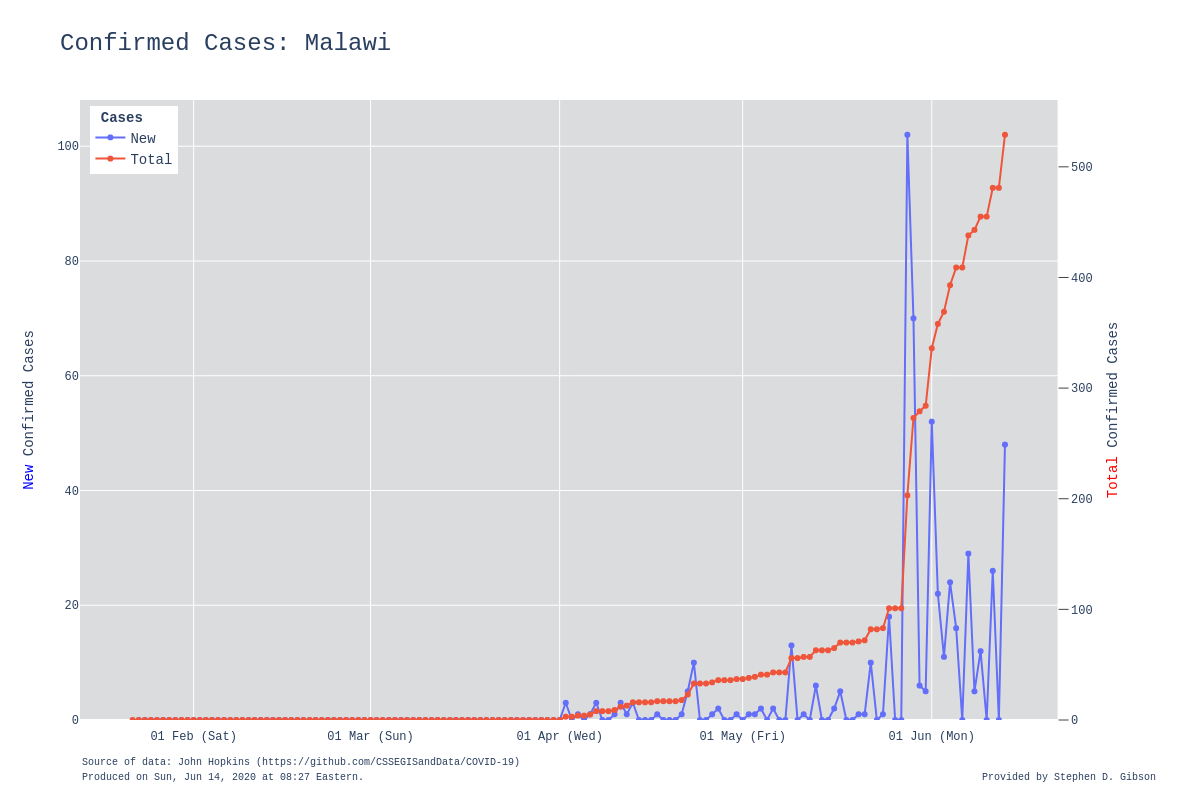 Confirmed Cases: Malawi
Cases
New
Total
100
80
60
40
20
0
500
400
300
200
100
0
New Confirmed Cases
Total Confirmed Cases
01 Feb (Sat)
01 Mar (Sun)
01 Apr (Wed)
01 May (Fri)
01 Jun (Mon)
Source of data: John Hopkins (https://github.com/CSSEGISandData/COVID-19)
Produced on Sun, Jun 14, 2020 at 08:27 Eastern.
Provided by Stephen D. Gibson